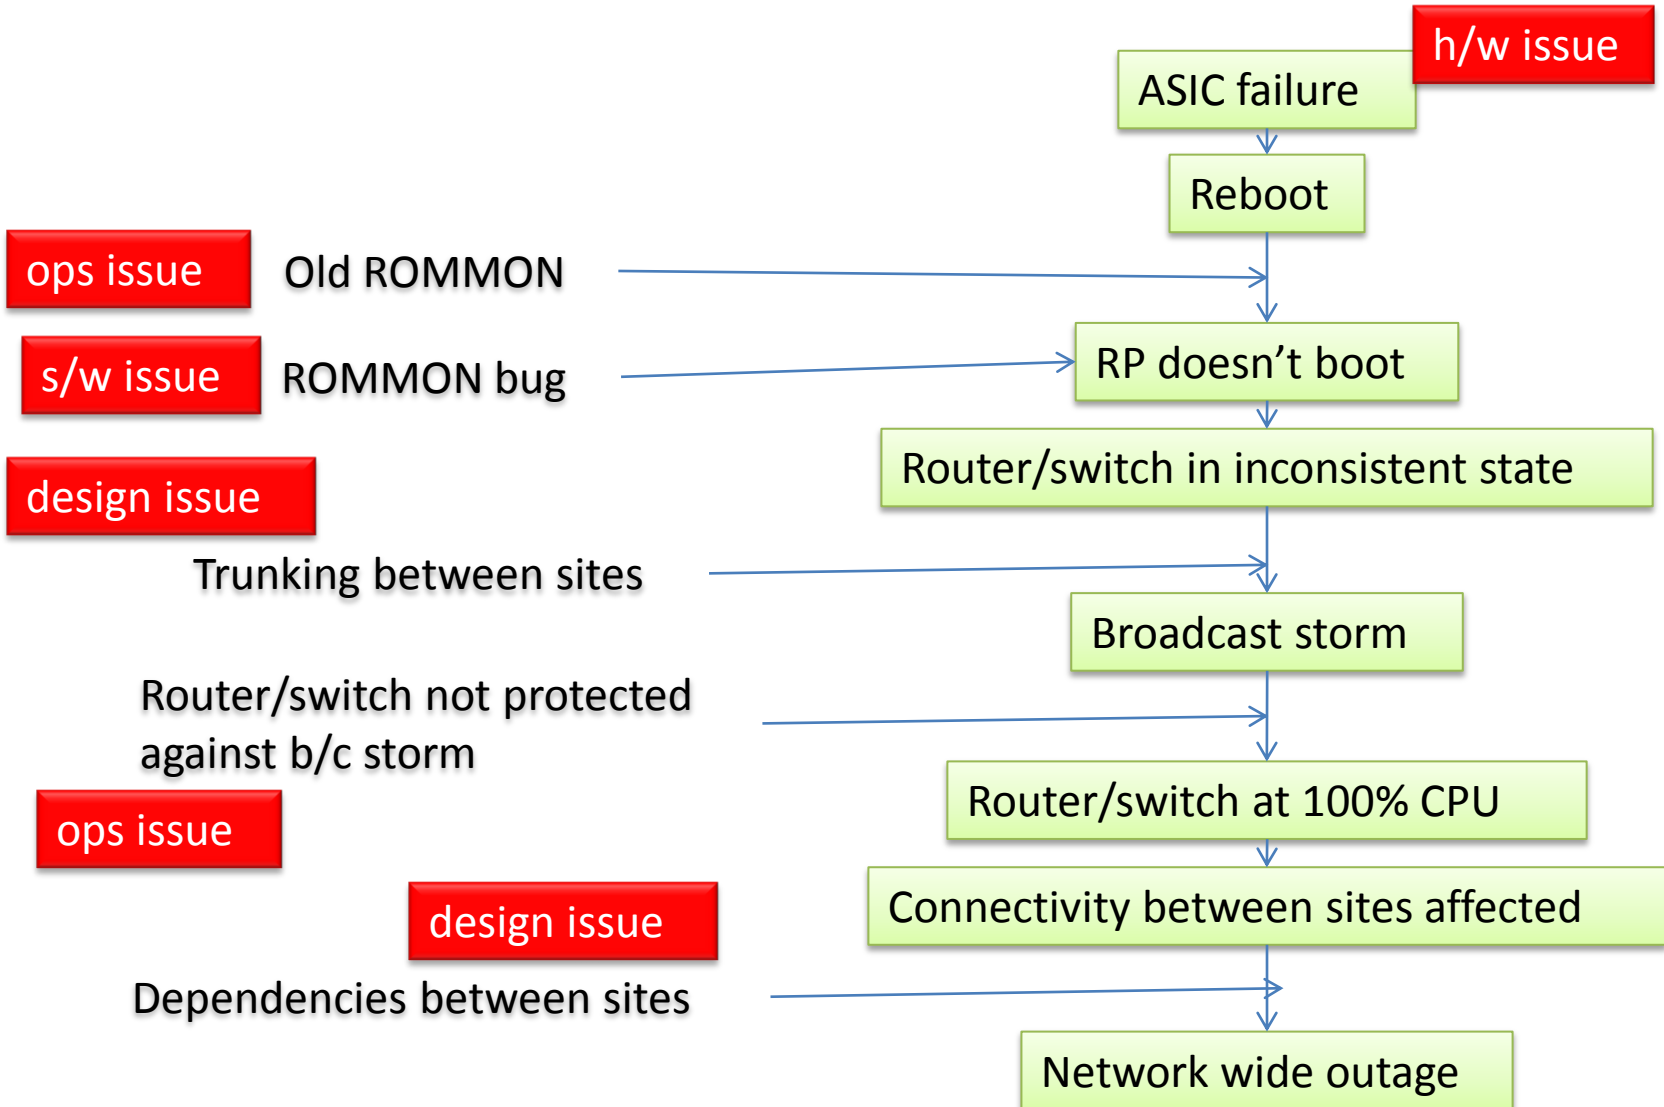 h/w issue
ASIC failure
Reboot
ops issue
Old ROMMON
s/w issue
ROMMON bug
RP doesn’t boot
Router/switch in inconsistent state
design issue
Trunking between sites
Broadcast storm
Router/switch not protected
against b/c storm
Router/switch at 100% CPU
ops issue
Connectivity between sites affected
design issue
Dependencies between sites
Network wide outage